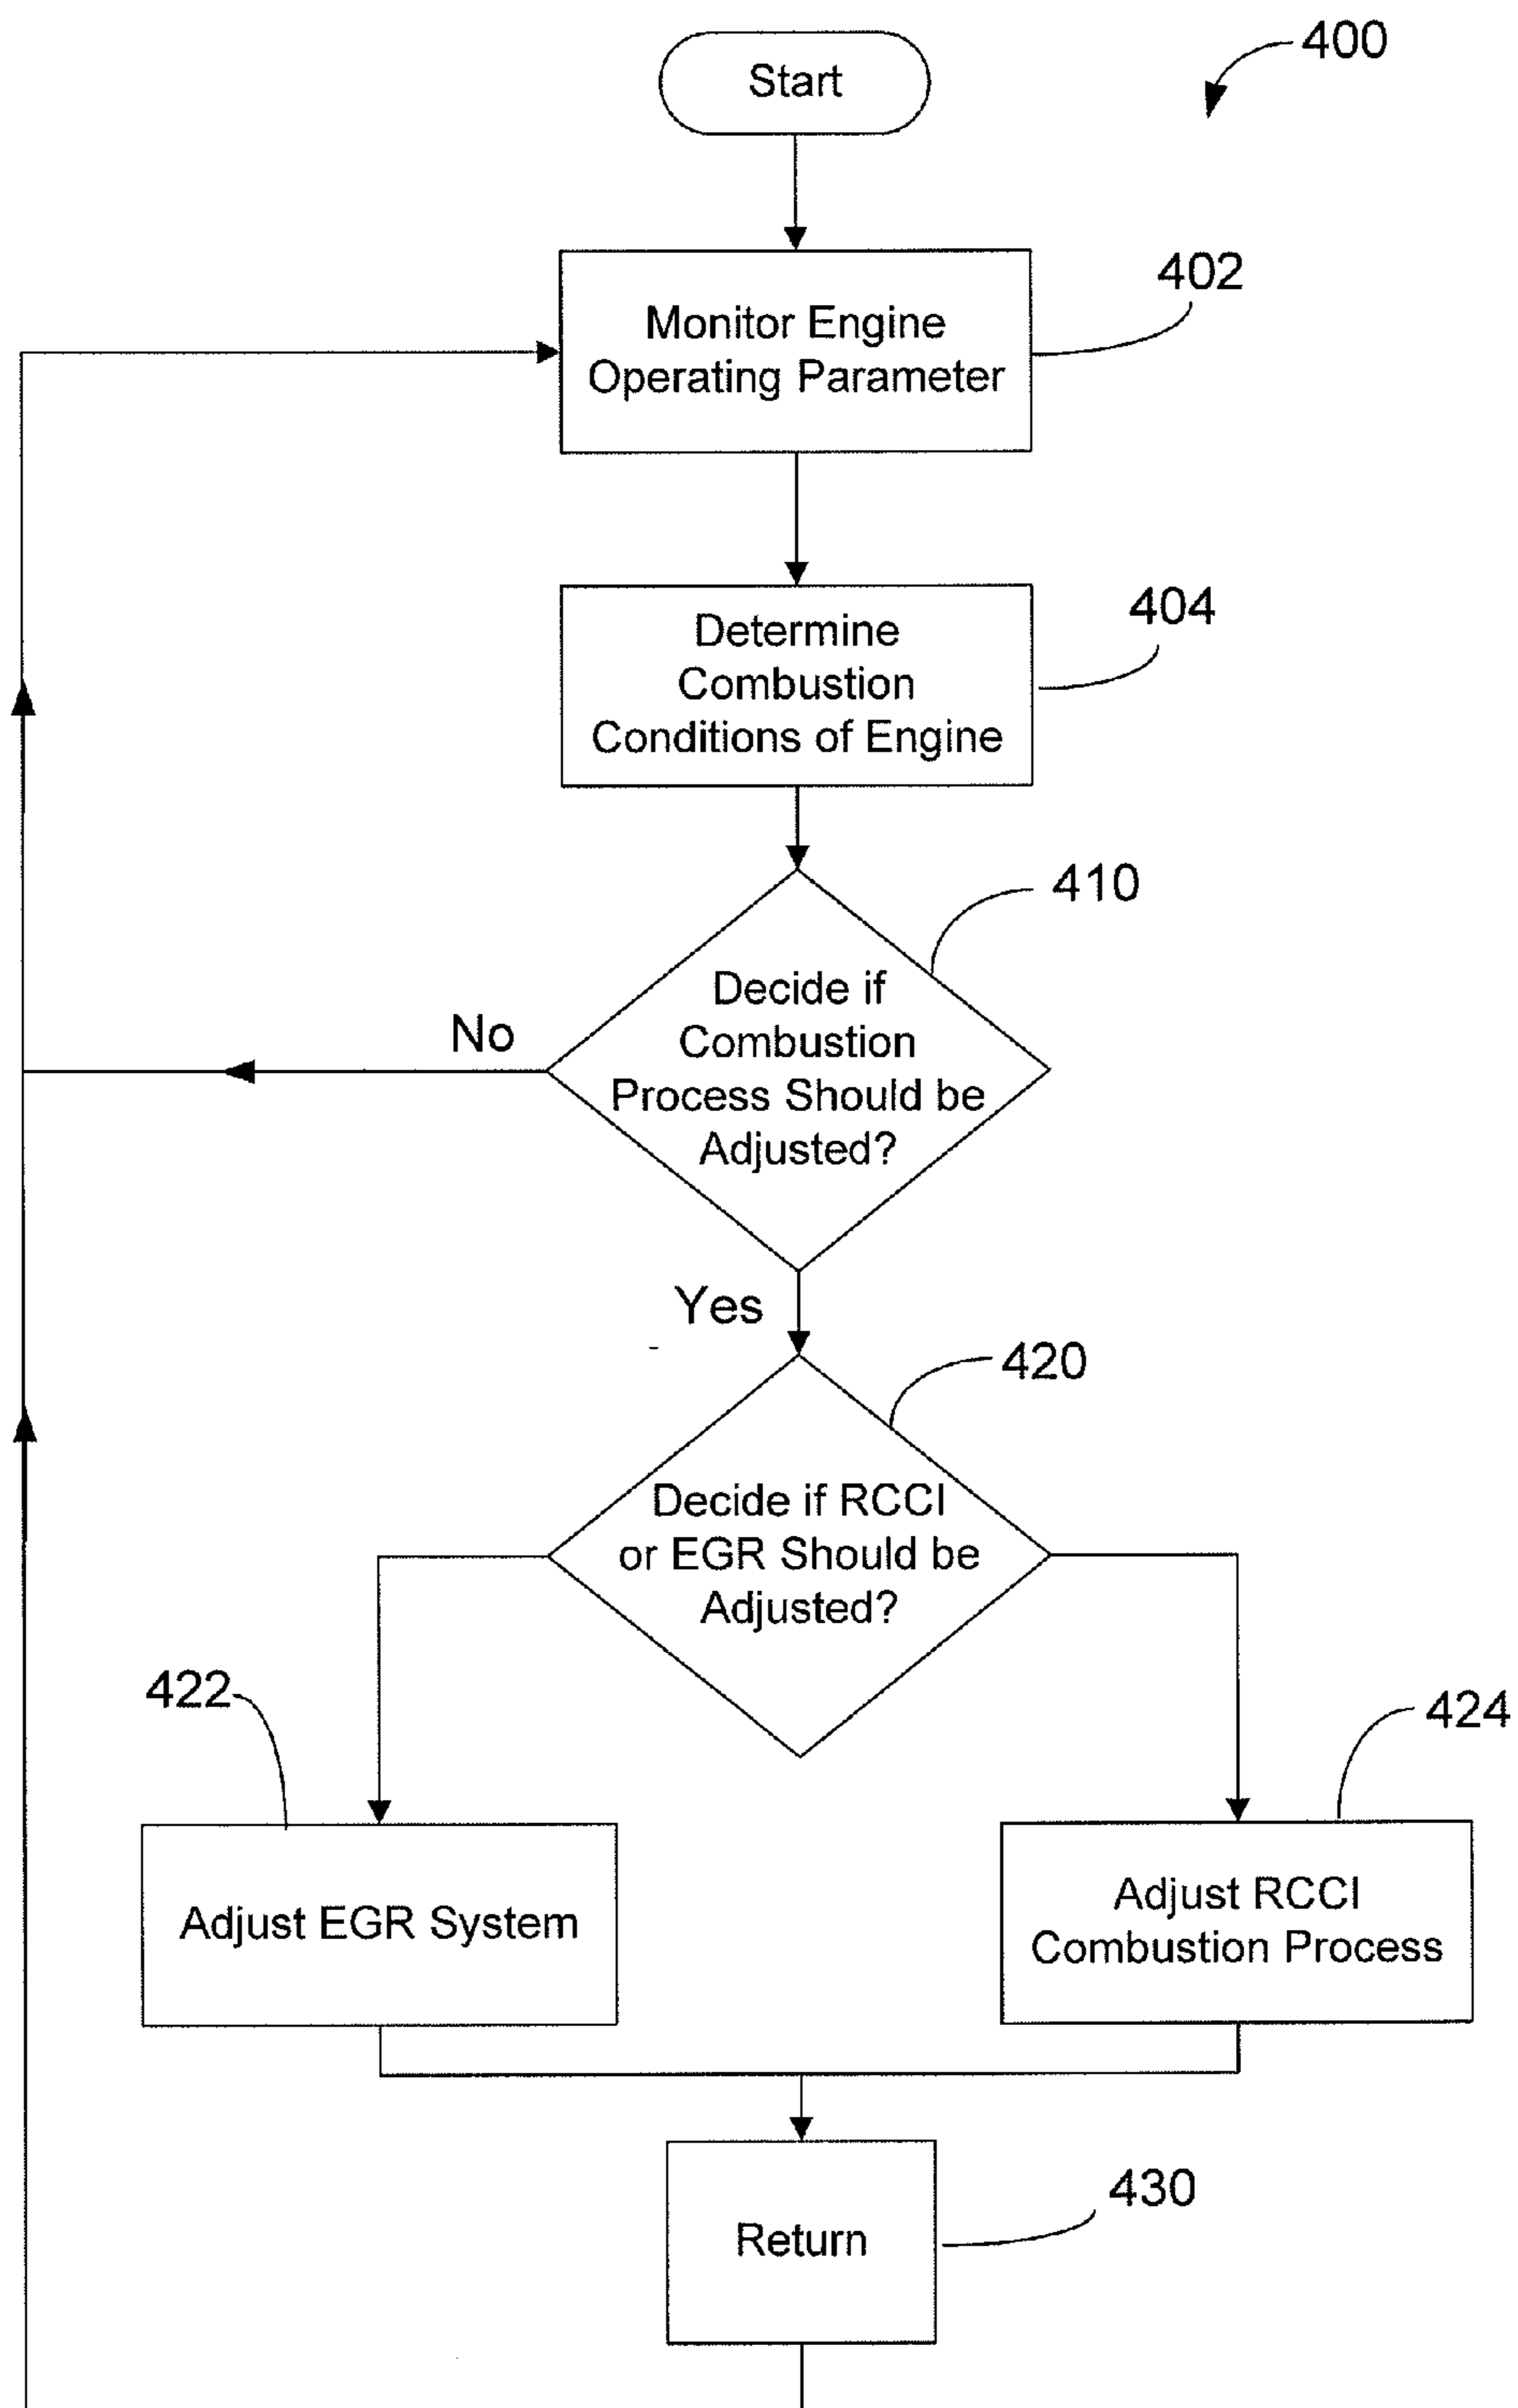 400
Start
402
Monitor Engine
Operating Parameter
404
Determine
Combustion
Conditions of Engine
410
Decide if
Combustion
Process Should be
Adjusted?
No
Yes
420
Decide if RCCI
or EGR Should be
Adjusted?
422
424
Adjust EGR System
Adjust RCCI
Combustion Process
430
Return